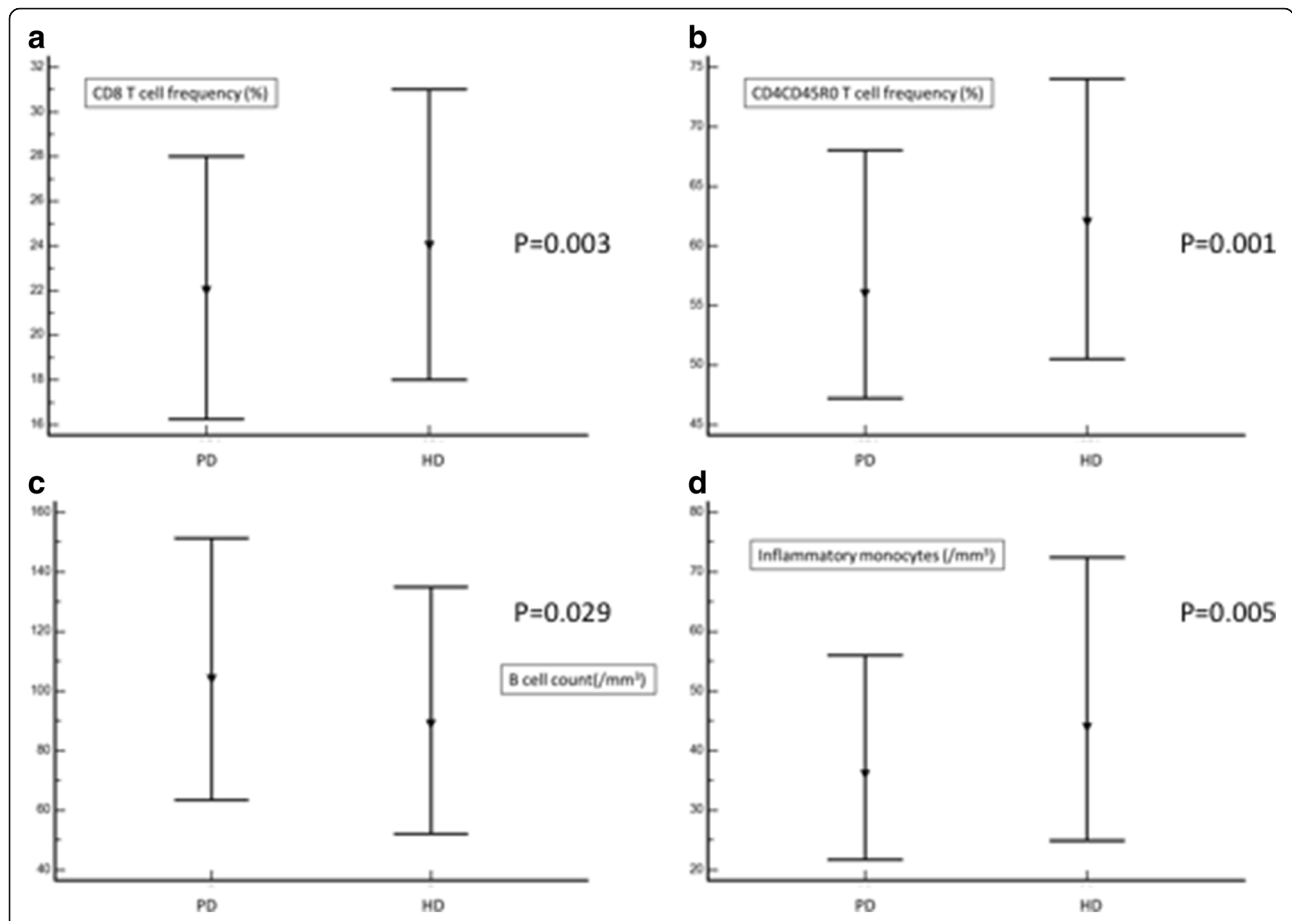 a
CD8 T cell frequency (%)
32
30
28
26
24
22
20
18
16
P=0.003
PD
HD
b
CD4CD45R0 T cell frequency (%)
75
70
65
60
55
50
45
P=0.001
PD
HD
c
160
140
120
100
80
60
40
P=0.029
B cell count(/mm³)
PD
HD
d
Inflammatory monocytes (/mm³)
80
70
60
50
40
30
20
P=0.005
PD
HD